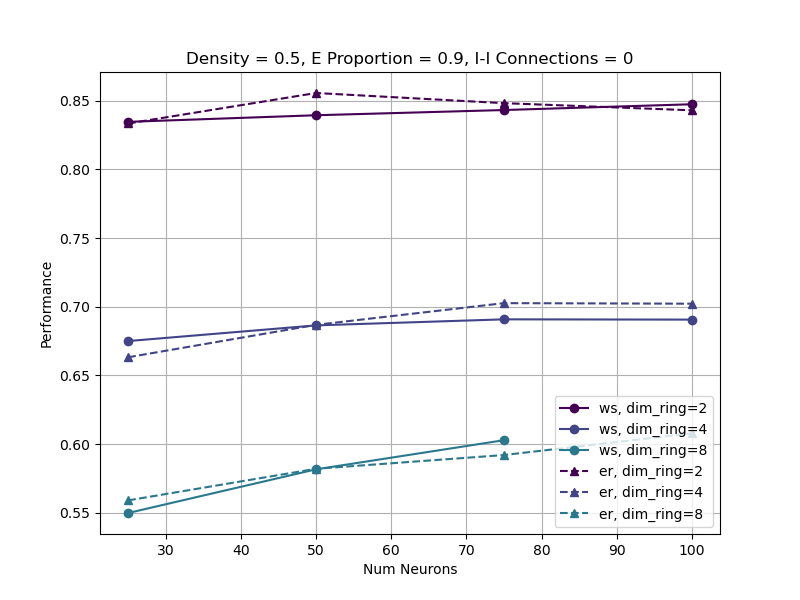 Density = 0.5, E Proportion = 0.9, I-I Connections = 0
Performance
0.85
0.80
0.75
0.70
0.65
0.60
0.55
ws, dim_ring=2
ws, dim_ring=4
ws, dim_ring=8
er, dim_ring=2
er, dim_ring=4
er, dim_ring=8
30 40 50 60 70 80 90 100
Num Neurons